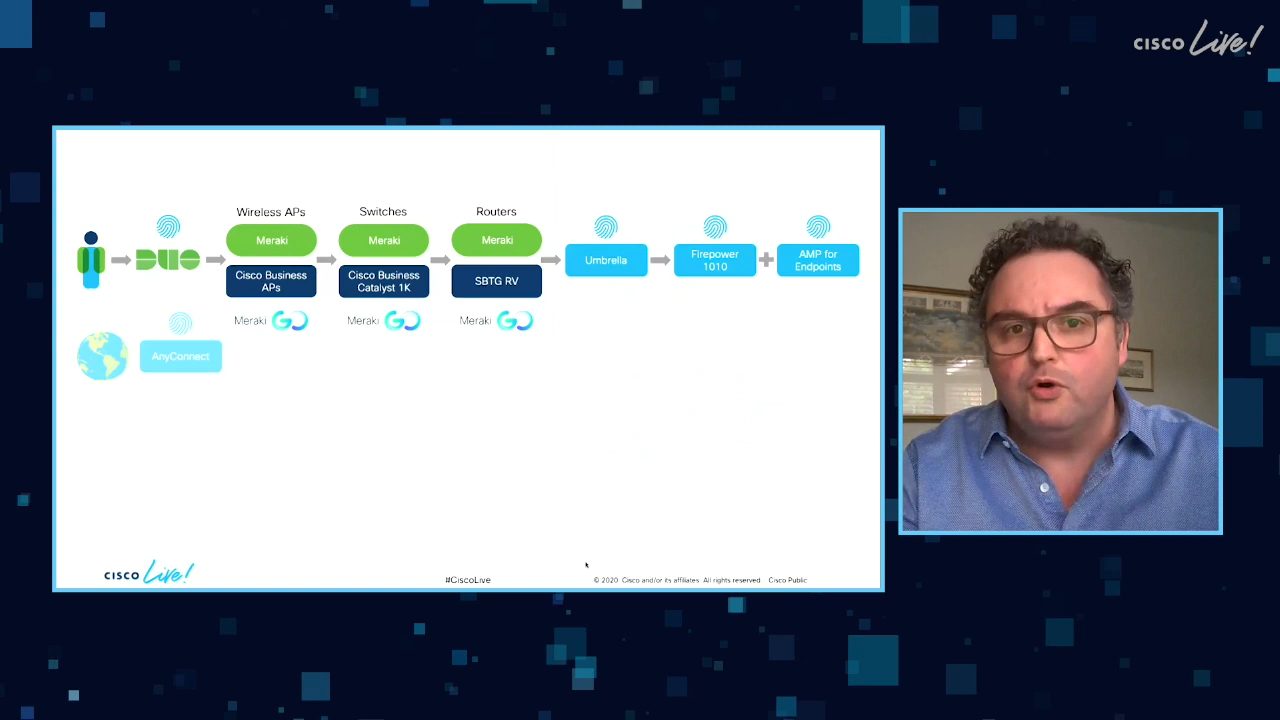 CISCO Live!
Wireless APs
Switches
Routers
DUO
Meraki
Meraki
Meraki
Umbrella
Firepower
1010
AMP for
Endpoints
Cisco Business
APs
Cisco Business
Catalyst 1K
SBTG RV
Meraki GO
Meraki GO
Meraki GO
AnyConnect
CISCO Live!
#CiscoLive
© 2020 Cisco and/or its affiliates. All rights reserved. Cisco Public